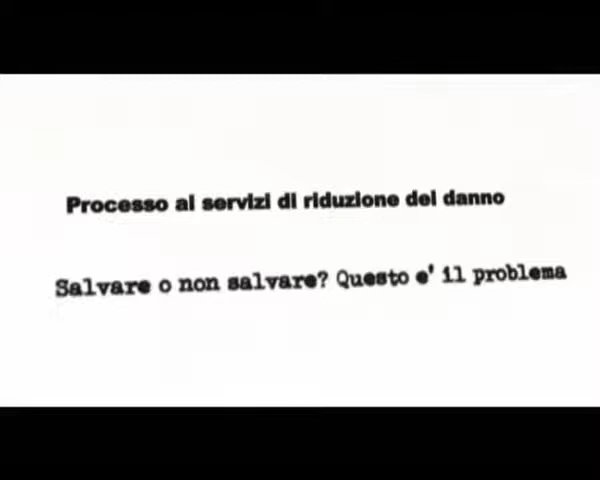 Processo ai servizi di riduzione del danno
Salvare o non salvare? Questo e' il problema